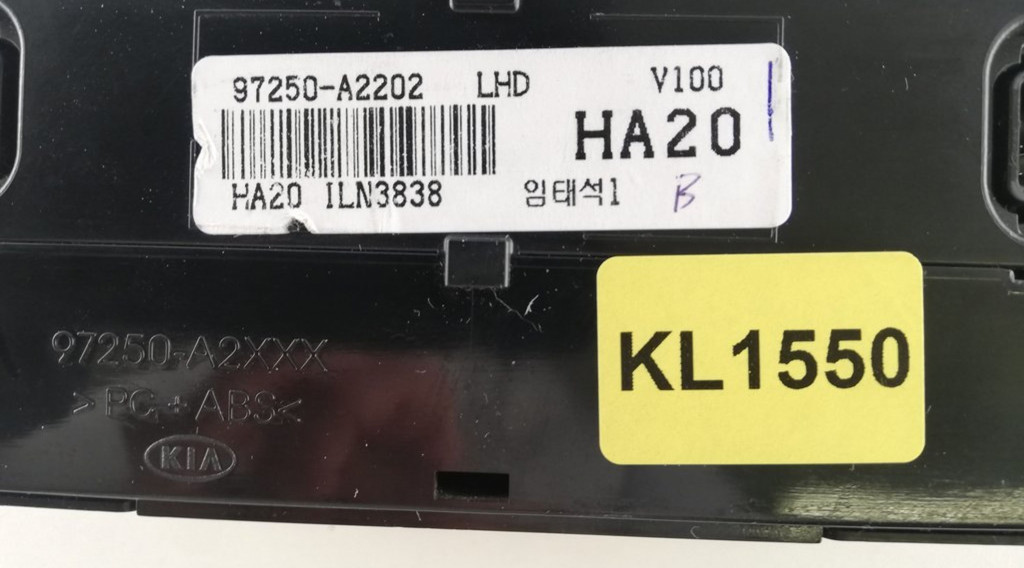 97250-A2202 LHD V100
HA20
HA20 ILN3838 임태석1 B
KL1550
97250-A2XXX
>PC+ABS<
KIA